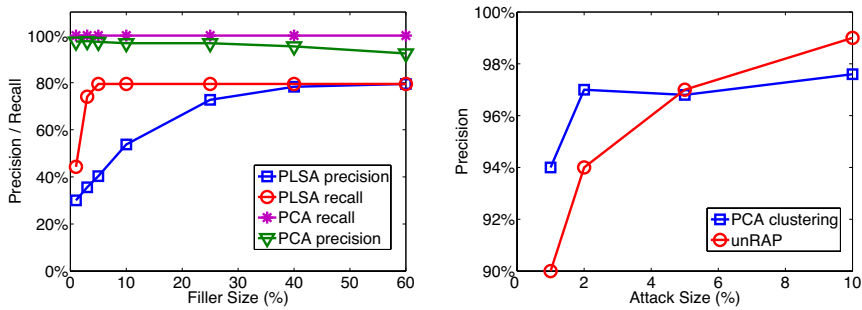 100%
80%
60%
40%
20%
0%
Precision / Recall
0 10 20 30 40 50 60
Filler Size (%)
PLSA precision
PLSA recall
PCA recall
PCA precision
100%
98%
96%
94%
92%
90%
Precision
0 2 4 6 8 10
Attack Size (%)
PCA clustering
unRAP